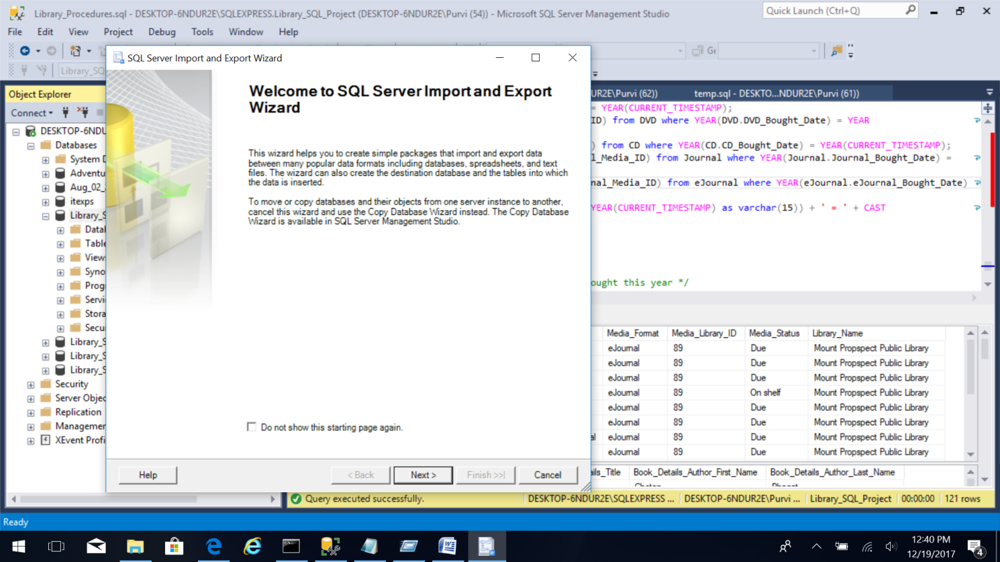 Library_Procedures.sql - DESKTOP-6NDUR2E\SQLEXPRESS.Library_SQL_Project (DESKTOP-6NDUR2E\Purvi (54)) - Microsoft SQL Server Management Studio
Quick Launch (Ctrl+Q)
File Edit View Project Debug Tools Window Help
Library_SQ
Object Explorer
Connect
DESKTOP-6NDU
Databases
System D
Adventu
Aug_02_
itexps
Library_S
Datab
Table
Views
Syno
Progr
Servi
Stora
Secu
Library_S
Library_S
Library_S
Security
Server Objec
Replication
Managemen
XEvent Profi
SQL Server Import and Export Wizard
Welcome to SQL Server Import and Export
Wizard
This wizard helps you to create simple packages that import and export data
between many popular data formats including databases, spreadsheets, and text
files. The wizard can also create the destination database and the tables into which
the data is inserted.
To move or copy databases and their objects from one server instance to another,
cancel this wizard and use the Copy Database Wizard instead. The Copy Database
Wizard is available in SQL Server Management Studio.
Do not show this starting page again.
Help < Back Next > Finish >>| Cancel
UR2E\Purvi (62)) temp.sql - DESKTO...NDUR2E\Purvi (61))
= YEAR(CURRENT_TIMESTAMP);
ID) from DVD where YEAR(DVD.DVD_Bought_Date) = YEAR
) from CD where YEAR(CD.CD_Bought_Date) = YEAR(CURRENT_TIMESTAMP);
l_Media_ID) from Journal where YEAR(Journal.Journal_Bought_Date) =
nal_Media_ID) from eJournal where YEAR(eJournal.eJournal_Bought_Date)
YEAR(CURRENT_TIMESTAMP) as varchar(15)) + ' = ' + CAST
ought this year */
Media_Format Media_Library_ID Media_Status Library_Name
eJournal 89 Due Mount Propspect Public Library
eJournal 89 Due Mount Propspect Public Library
eJournal 89 Due Mount Propspect Public Library
eJournal 89 On shelf Mount Propspect Public Library
eJournal 89 Due Mount Propspect Public Library
eJournal 89 Due Mount Propspect Public Library
al eJournal 89 Due Mount Propspect Public Library
eJournal 89 Due Mount Propspect Public Library
ails_Title Book_Details_Author_First_Name Book_Details_Author_Last_Name
Query executed successfully. DESKTOP-6NDUR2E\SQLEXPRESS ... DESKTOP-6NDUR2E\Purvi ... Library_SQL_Project 00:00:00 121 rows
Ready
12:40 PM
12/19/2017
4